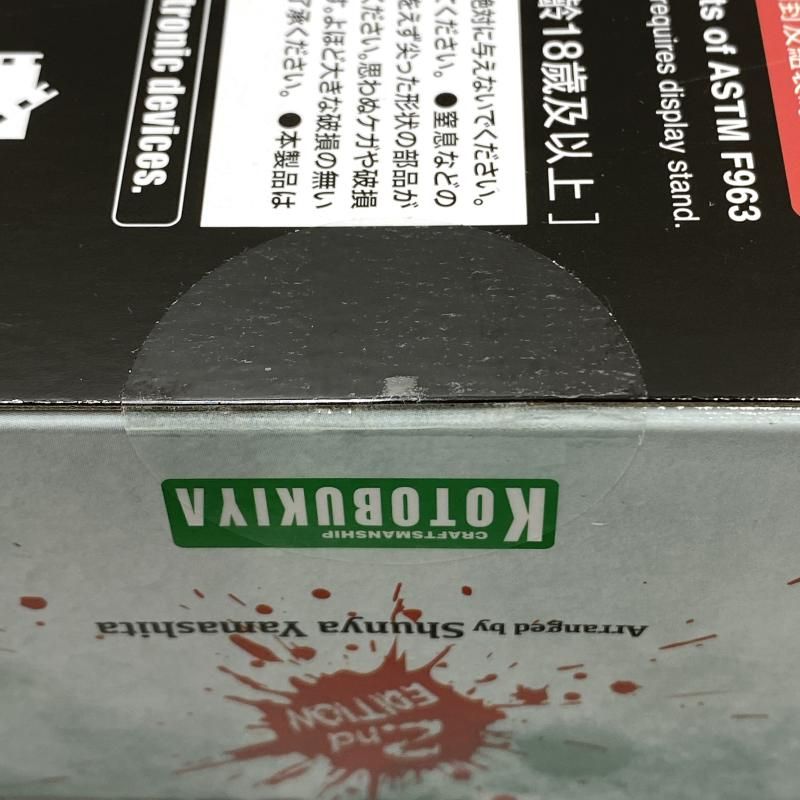 ts of ASTM F963
requires display stand.
齢18歳及以上 ]
絶対に与えないでください。
てください。 ●窒息などの
をえず尖った形状の部品が
ください。思わぬケガや破損
す。よほど大きな破損の無い
了承ください。 ●本製品は
tronic devices.
2nd
EDITION
Arranged by Shunya Yamashita
CRAFTSMANSHIP
KOTOBUKIYA